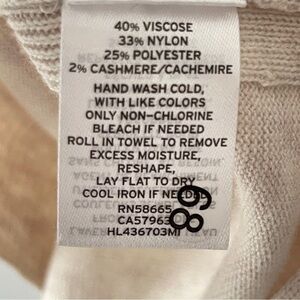 40% VISCOSE
33% NYLON
25% POLYESTER
2% CASHMERE/CACHEMIRE
HAND WASH COLD,
WITH LIKE COLORS
ONLY NON-CHLORINE
BLEACH IF NEEDED
ROLL IN TOWEL TO REMOVE
EXCESS MOISTURE,
RESHAPE,
LAY FLAT TO DRY
COOL IRON IF NEEDED
RN58665
CA57963
HL436703MI
89